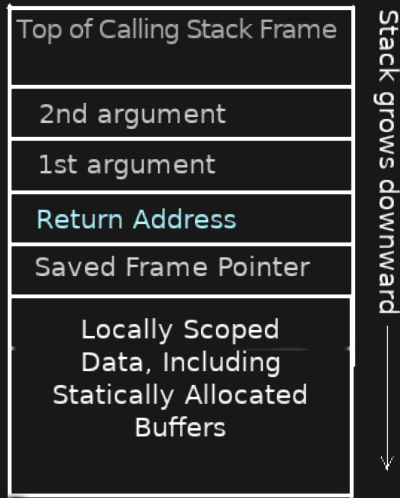 Top of Calling Stack Frame
2nd argument
1st argument
Return Address
Saved Frame Pointer
Locally Scoped
Data, Including
Statically Allocated
Buffers
Stack grows downward